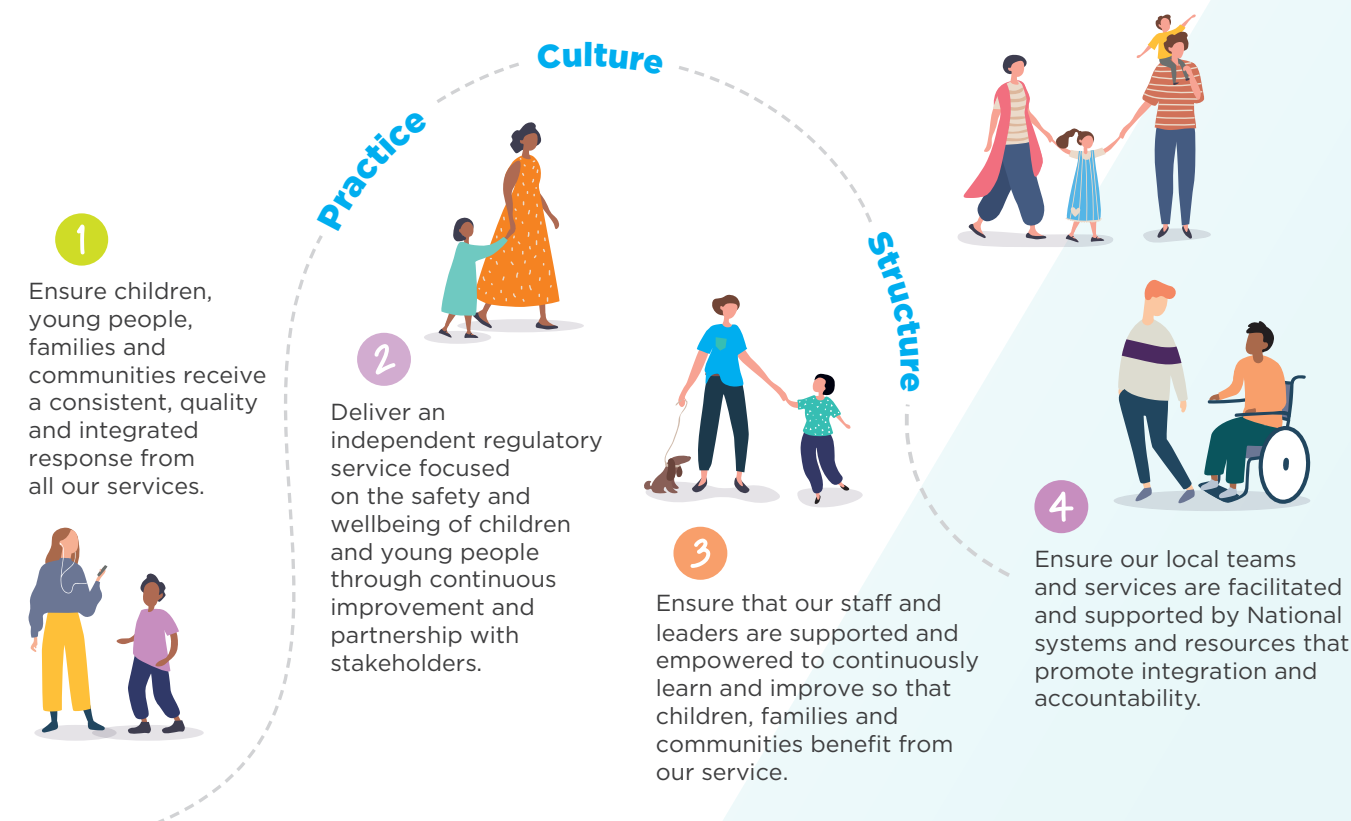 Practice
Culture
Structure
1
Ensure children,
young people,
families and
communities receive
a consistent, quality
and integrated
response from
all our services.
2
Deliver an
independent regulatory
service focused
on the safety and
wellbeing of children
and young people
through continuous
improvement and
partnership with
stakeholders.
3
Ensure that our staff and
leaders are supported and
empowered to continuously
learn and improve so that
children, families and
communities benefit from
our service.
4
Ensure our local teams
and services are facilitated
and supported by National
systems and resources that
promote integration and
accountability.